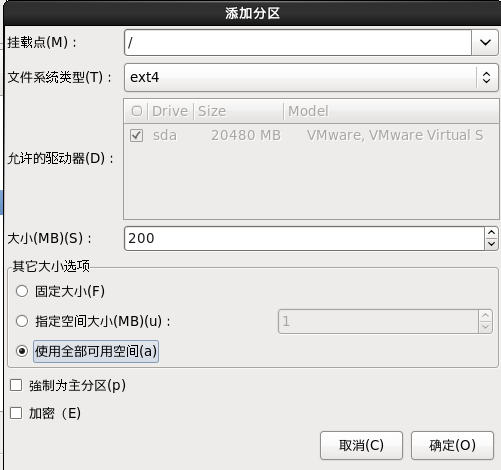 添加分区
挂载点(M)：
/
文件系统类型(T)：
ext4
允许的驱动器(D)：
Drive Size Model
sda 20480 MB VMware, VMware Virtual S
大小(MB)(S)：
200
其它大小选项
固定大小(F)
指定空间大小(MB)(u)：
1
使用全部可用空间(a)
強制为主分区(p)
加密（E)
取消(C) 确定(O)